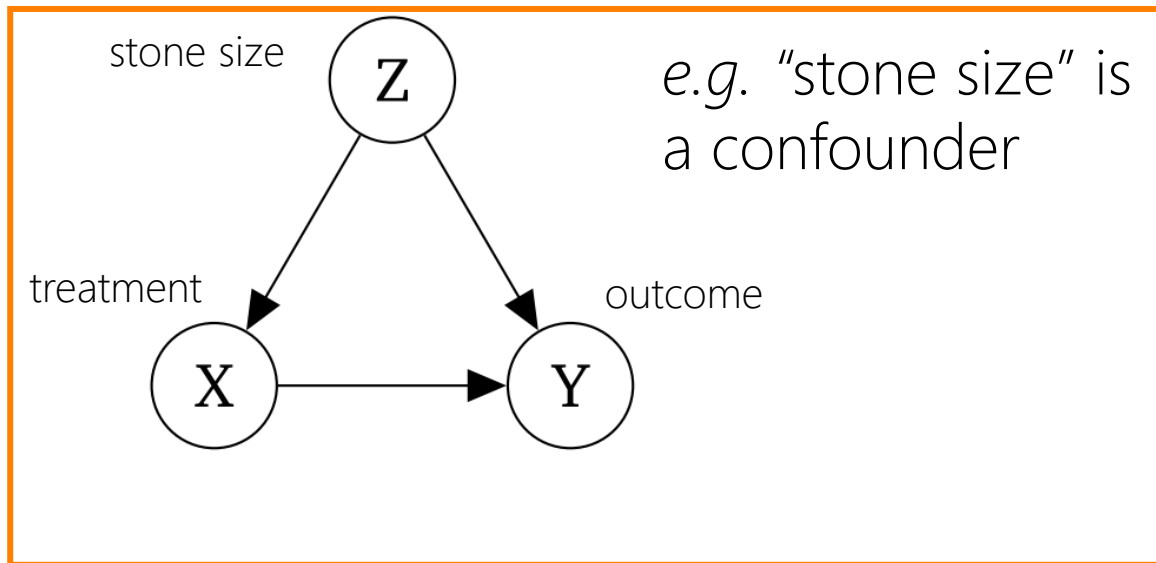 stone size
Z
e.g. “stone size” is
a confounder
treatment
outcome
X
Y